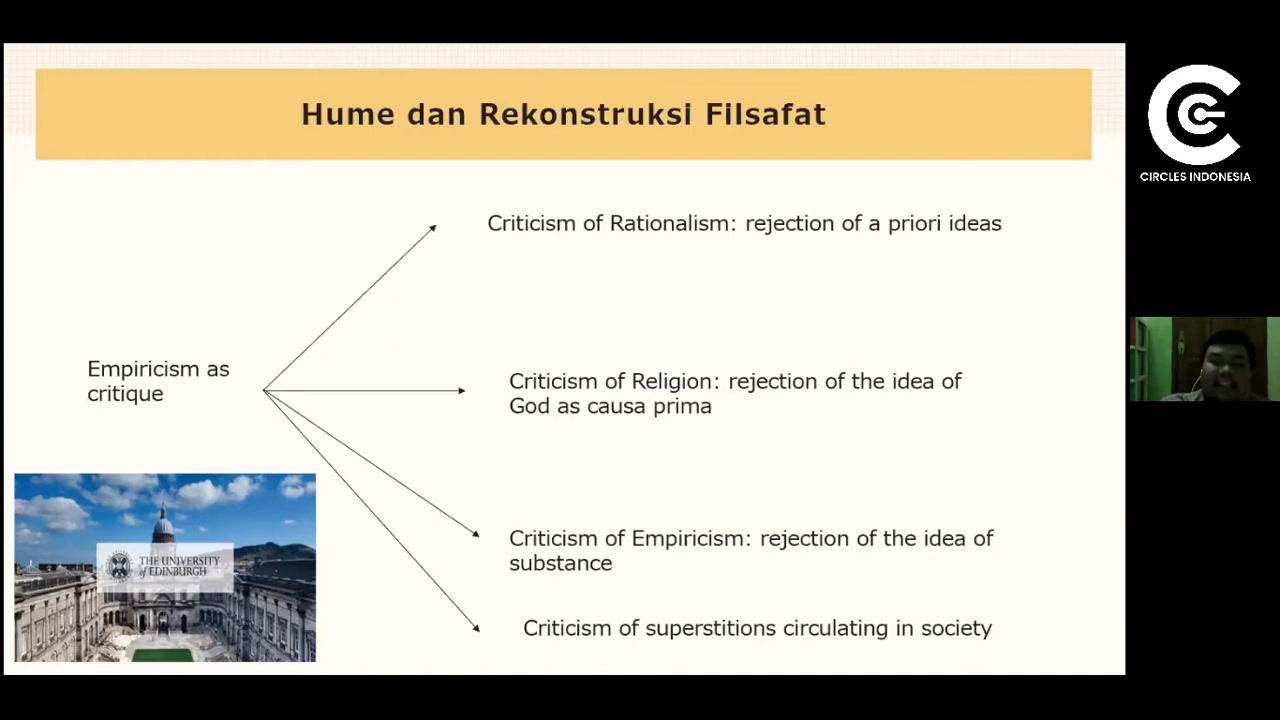 Hume dan Rekonstruksi Filsafat
CIRCLES INDONESIA
Criticism of Rationalism: rejection of a priori ideas
Empiricism as
critique
Criticism of Religion: rejection of the idea of
God as causa prima
THE UNIVERSITY
of EDINBURGH
Criticism of Empiricism: rejection of the idea of
substance
Criticism of superstitions circulating in society